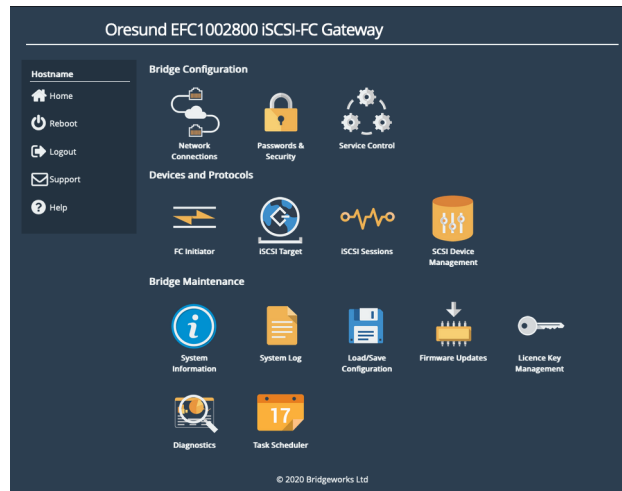 Oresund EFC1002800 iSCSI-FC Gateway
Hostname
Home
Reboot
Logout
Support
Help
Bridge Configuration
Network
Connections
Passwords &
Security
Service Control
Devices and Protocols
FC Initiator
iSCSI Target
iSCSI Sessions
SCSI Device
Management
Bridge Maintenance
System
Information
System Log
Load/Save
Configuration
Firmware Updates
Licence Key
Management
17
Diagnostics
Task Scheduler
© 2020 Bridgeworks Ltd